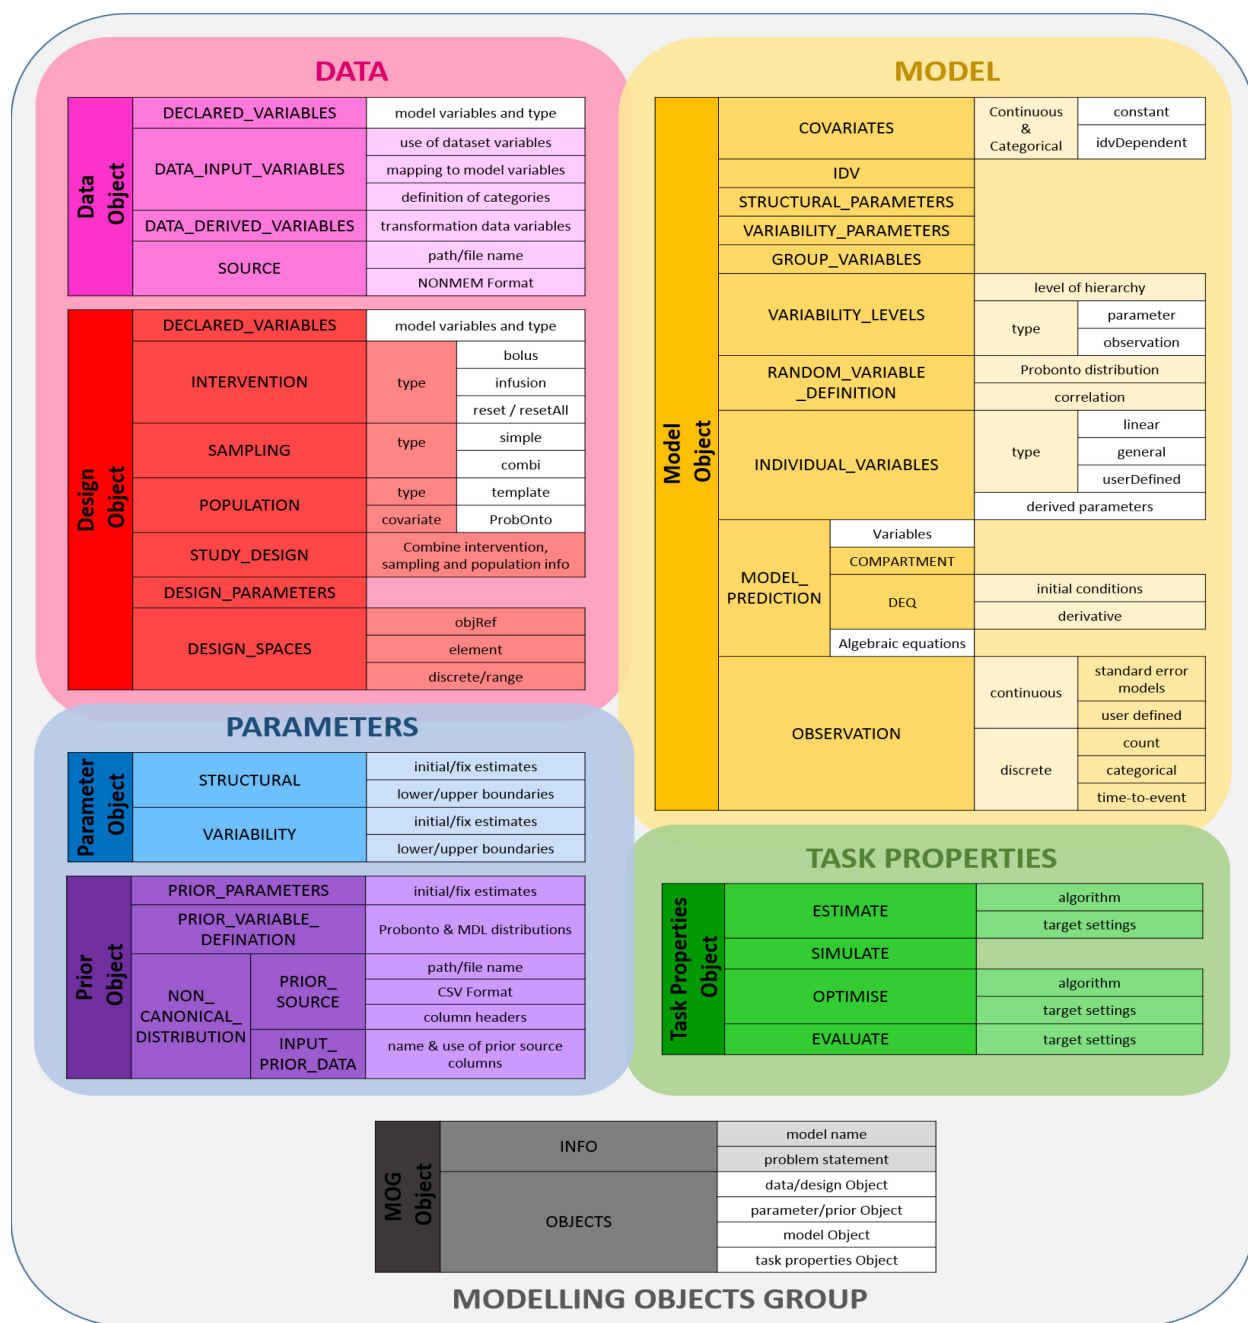 DATA
Data
Object
DECLARED_VARIABLES
model variables and type
DATA_INPUT_VARIABLES
use of dataset variables
mapping to model variables
definition of categories
DATA_DERIVED_VARIABLES
transformation data variables
SOURCE
path/file name
NONMEM Format
Design
Object
DECLARED_VARIABLES
model variables and type
INTERVENTION
type
bolus
infusion
reset / resetAll
SAMPLING
type
simple
combi
POPULATION
type
template
covariate
ProbOnto
STUDY_DESIGN
Combine intervention,
sampling and population info
DESIGN_PARAMETERS
DESIGN_SPACES
objRef
element
discrete/range
MODEL
Model
Object
COVARIATES
Continuous
&
Categorical
constant
idvDependent
IDV
STRUCTURAL_PARAMETERS
VARIABILITY_PARAMETERS
GROUP_VARIABLES
VARIABILITY_LEVELS
level of hierarchy
type
parameter
observation
RANDOM_VARIABLE
_DEFINITION
Probonto distribution
correlation
INDIVIDUAL_VARIABLES
type
linear
general
userDefined
derived parameters
MODEL_
PREDICTION
Variables
COMPARTMENT
DEQ
initial conditions
derivative
Algebraic equations
OBSERVATION
continuous
standard error
models
user defined
discrete
count
categorical
time-to-event
PARAMETERS
Parameter
Object
STRUCTURAL
initial/fix estimates
lower/upper boundaries
VARIABILITY
initial/fix estimates
lower/upper boundaries
Prior
Object
PRIOR_PARAMETERS
initial/fix estimates
PRIOR_VARIABLE_
DEFINATION
Probonto & MDL distributions
NON_
CANONICAL_
DISTRIBUTION
PRIOR_
SOURCE
path/file name
CSV Format
column headers
INPUT_
PRIOR_DATA
name & use of prior source
columns
TASK PROPERTIES
Task Properties
Object
ESTIMATE
algorithm
target settings
SIMULATE
OPTIMISE
algorithm
target settings
EVALUATE
target settings
MOG
Object
INFO
model name
problem statement
OBJECTS
data/design Object
parameter/prior Object
model Object
task properties Object
MODELLING OBJECTS GROUP